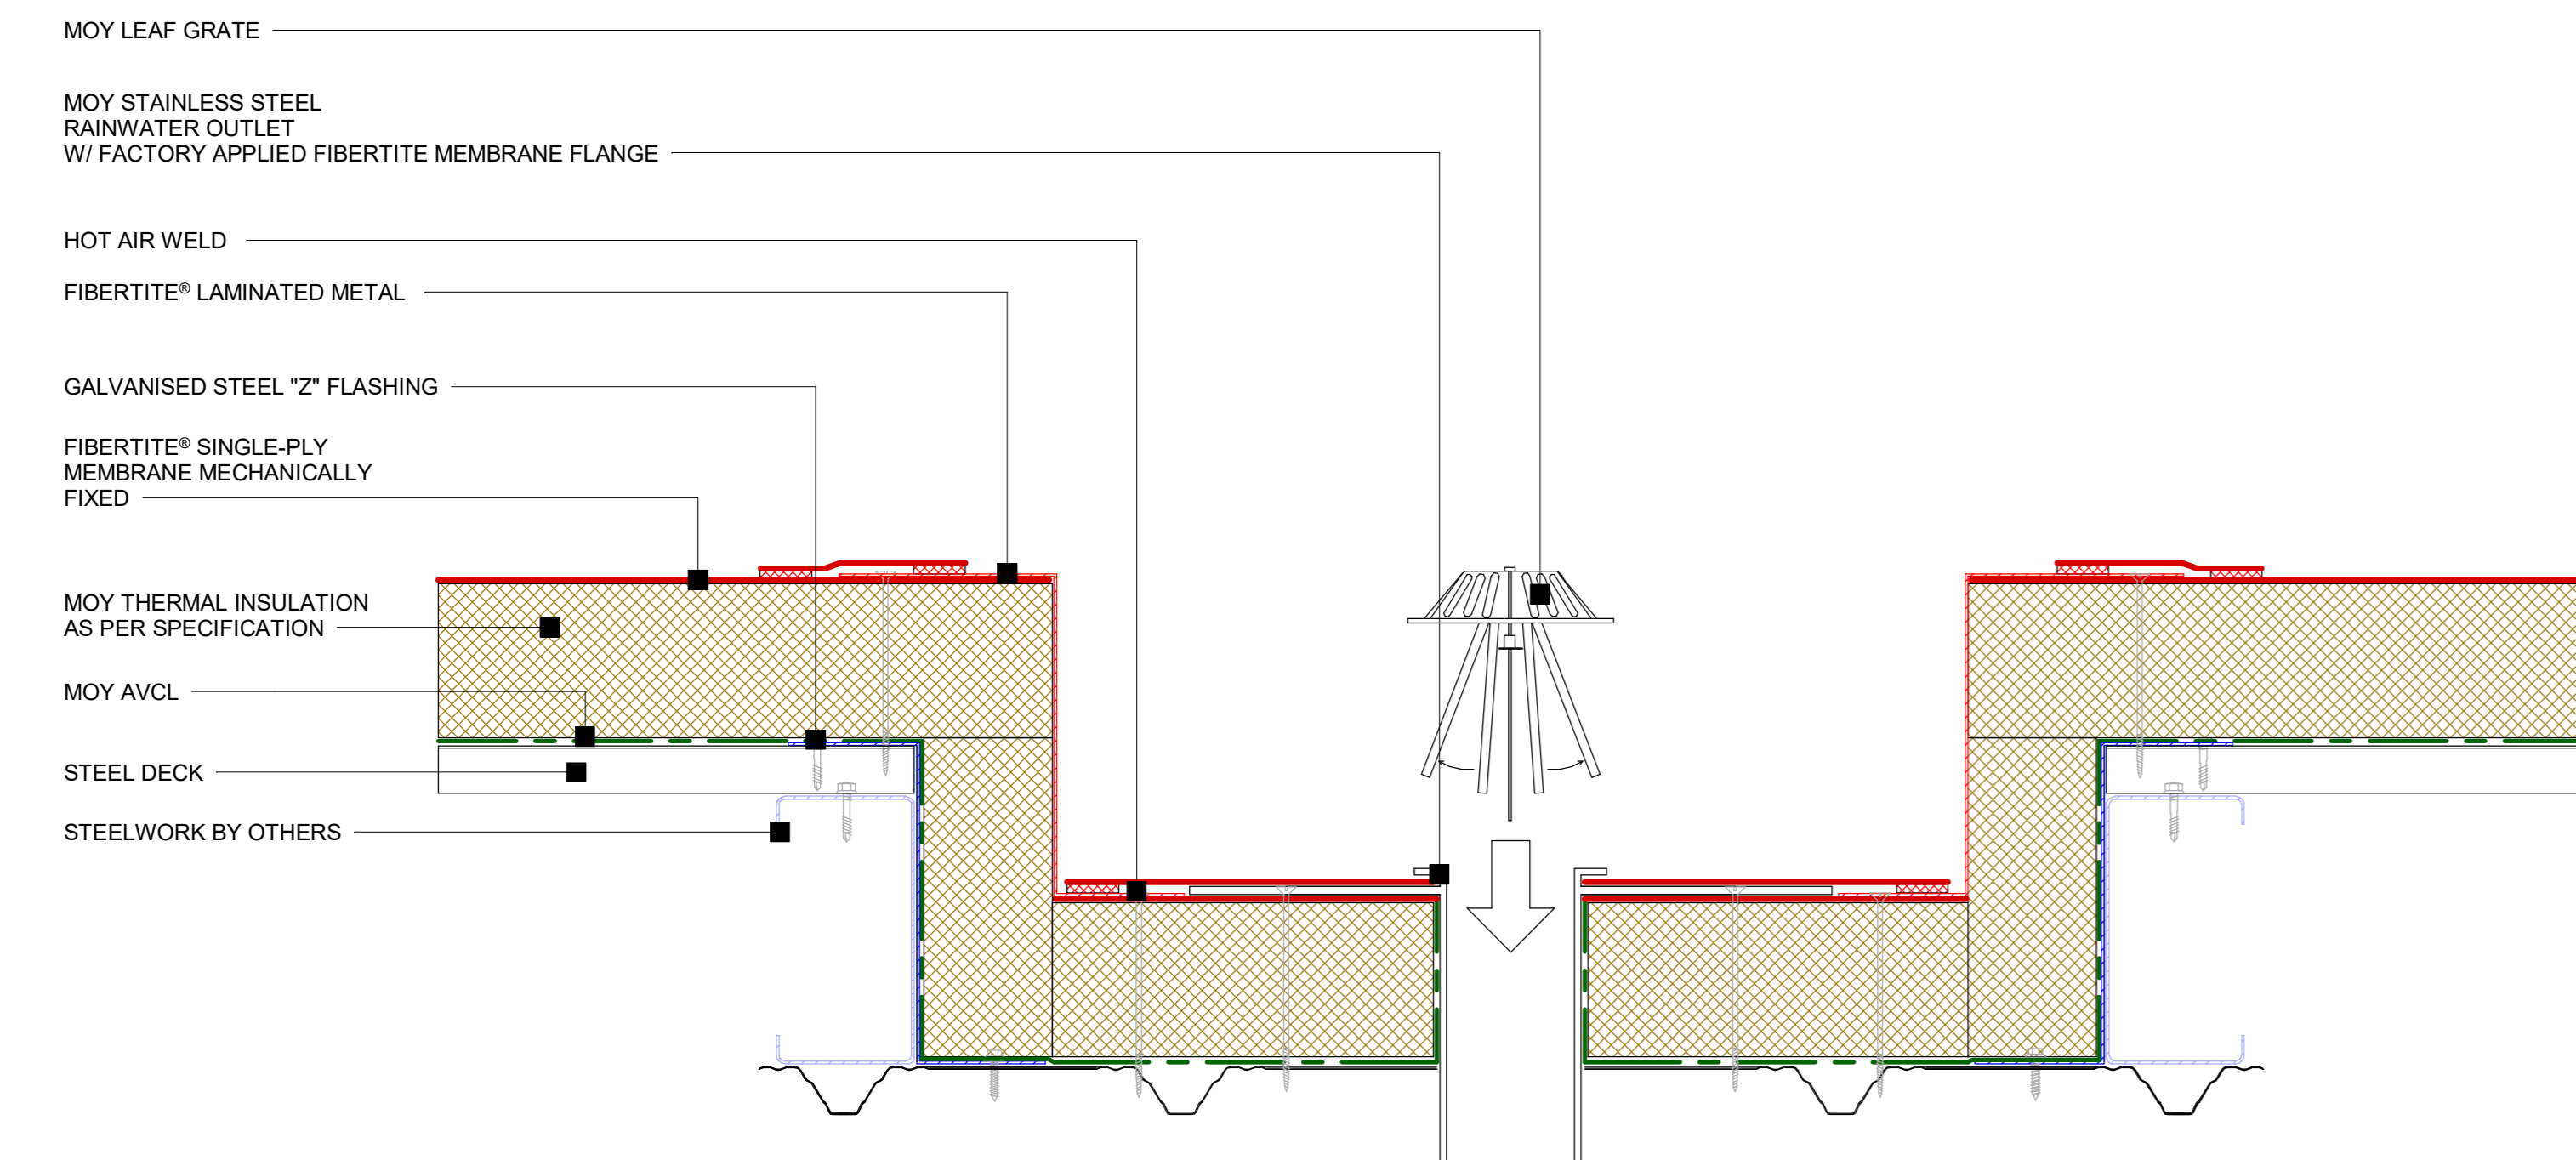 MOY LEAF GRATE
MOY STAINLESS STEEL
RAINWATER OUTLET
W/ FACTORY APPLIED FIBERTITE MEMBRANE FLANGE
HOT AIR WELD
FIBERTITE® LAMINATED METAL
GALVANISED STEEL "Z" FLASHING
FIBERTITE® SINGLE-PLY
MEMBRANE MECHANICALLY
FIXED
MOY THERMAL INSULATION
AS PER SPECIFICATION
MOY AVCL
STEEL DECK
STEELWORK BY OTHERS